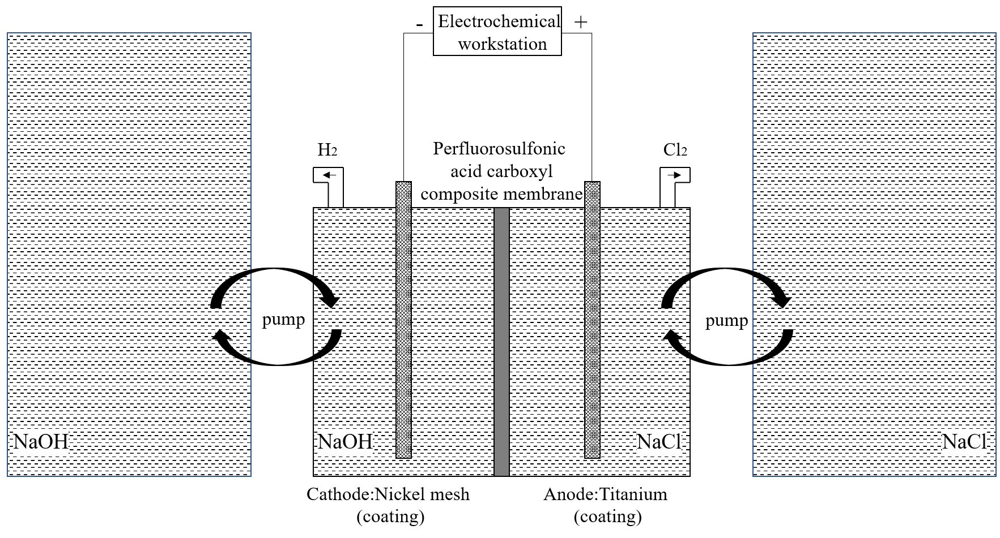 - Electrochemical +
workstation
H2
Perfluorosulfonic
acid carboxyl
composite membrane
Cl2
pump
pump
NaOH
NaOH
NaCl
NaCl
Cathode:Nickel mesh
(coating)
Anode:Titanium
(coating)